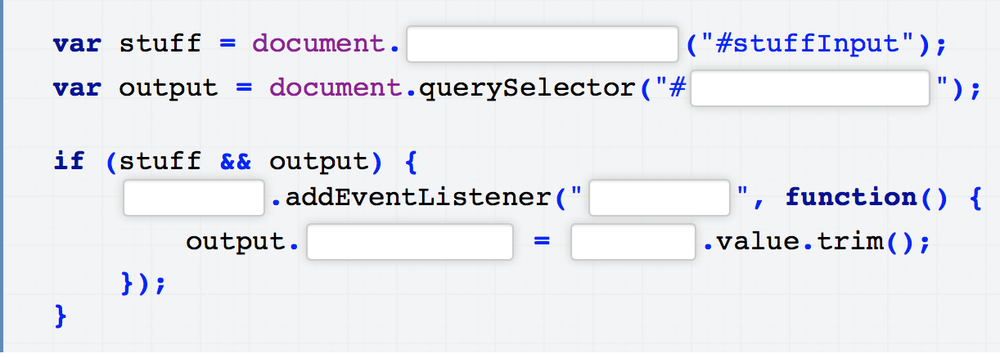 var stuff = document. ("#stuffInput");
var output = document.querySelector("# ");
if (stuff && output) {
.addEventListener(" ", function() {
output. = .value.trim();
});
}